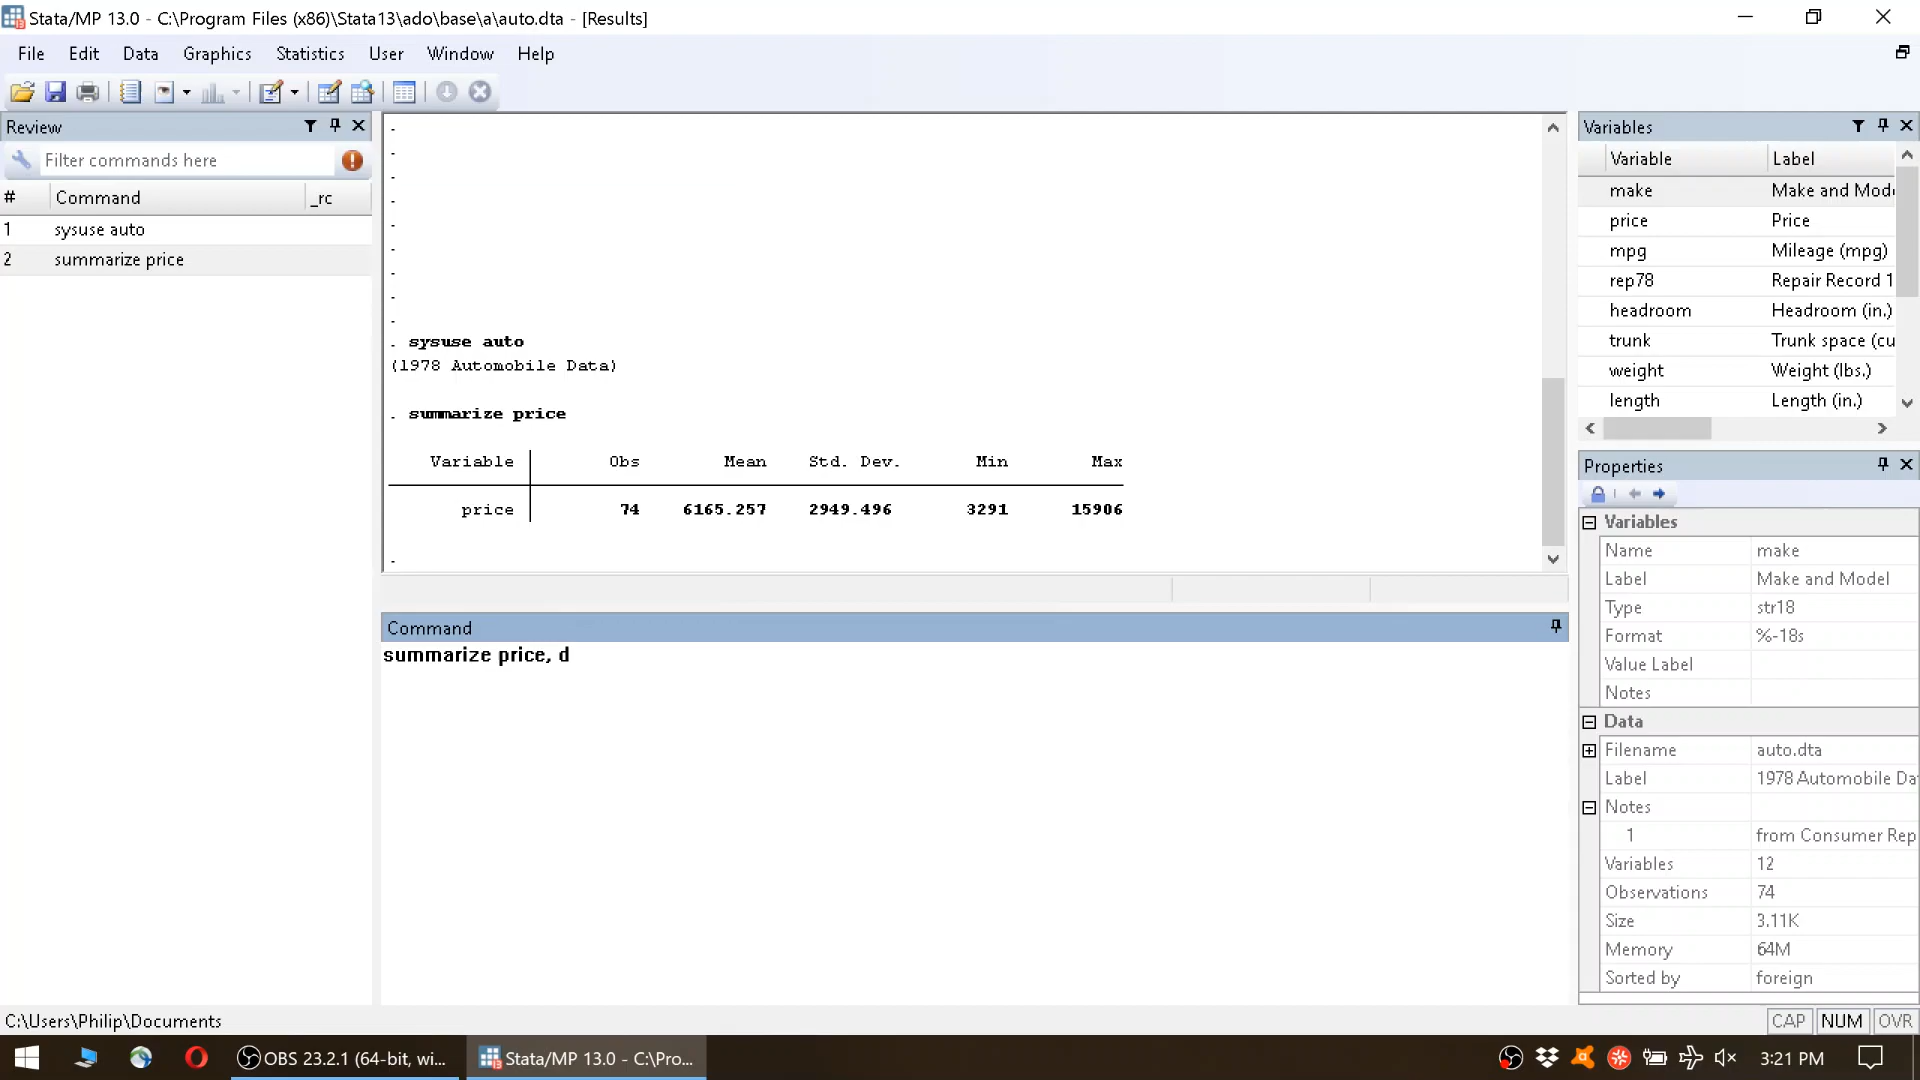 Stata/MP 13.0 - C:\Program Files (x86)\Stata13\ado\base\a\auto.dta - [Results]
File Edit Data Graphics Statistics User Window Help
Review
Filter commands here
# Command _rc
1 sysuse auto
2 summarize price
.
.
.
.
.
.
.
.
.
. sysuse auto
(1978 Automobile Data)
. summarize price
Variable Obs Mean Std. Dev. Min Max
price 74 6165.257 2949.496 3291 15906
.
Command
summarize price, d
Variables
Variable Label
make Make and Mod
price Price
mpg Mileage (mpg)
rep78 Repair Record 1
headroom Headroom (in.)
trunk Trunk space (cu
weight Weight (lbs.)
length Length (in.)
Properties
Variables
Name make
Label Make and Model
Type str18
Format %-18s
Value Label
Notes
Data
Filename auto.dta
Label 1978 Automobile Da
Notes
1 from Consumer Rep
Variables 12
Observations 74
Size 3.11K
Memory 64M
Sorted by foreign
C:\Users\Philip\Documents
CAP NUM OVR
OBS 23.2.1 (64-bit, wi...
Stata/MP 13.0 - C:\Pro...
3:21 PM